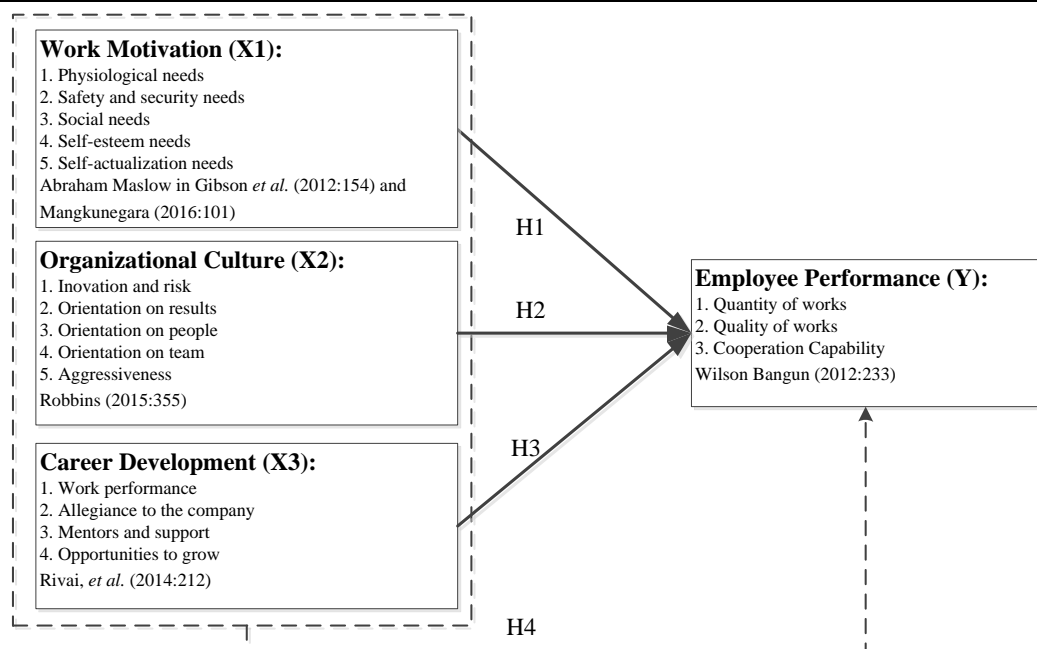 Work Motivation (X1):
1. Physiological needs
2. Safety and security needs
3. Social needs
4. Self-esteem needs
5. Self-actualization needs
Abraham Maslow in Gibson et al. (2012:154) and
Mangkunegara (2016:101)
H1
Organizational Culture (X2):
1. Inovation and risk
2. Orientation on results
3. Orientation on people
4. Orientation on team
5. Aggressiveness
Robbins (2015:355)
H2
Employee Performance (Y):
1. Quantity of works
2. Quality of works
3. Cooperation Capability
Wilson Bangun (2012:233)
Career Development (X3):
1. Work performance
2. Allegiance to the company
3. Mentors and support
4. Opportunities to grow
Rivai, et al. (2014:212)
H3
H4